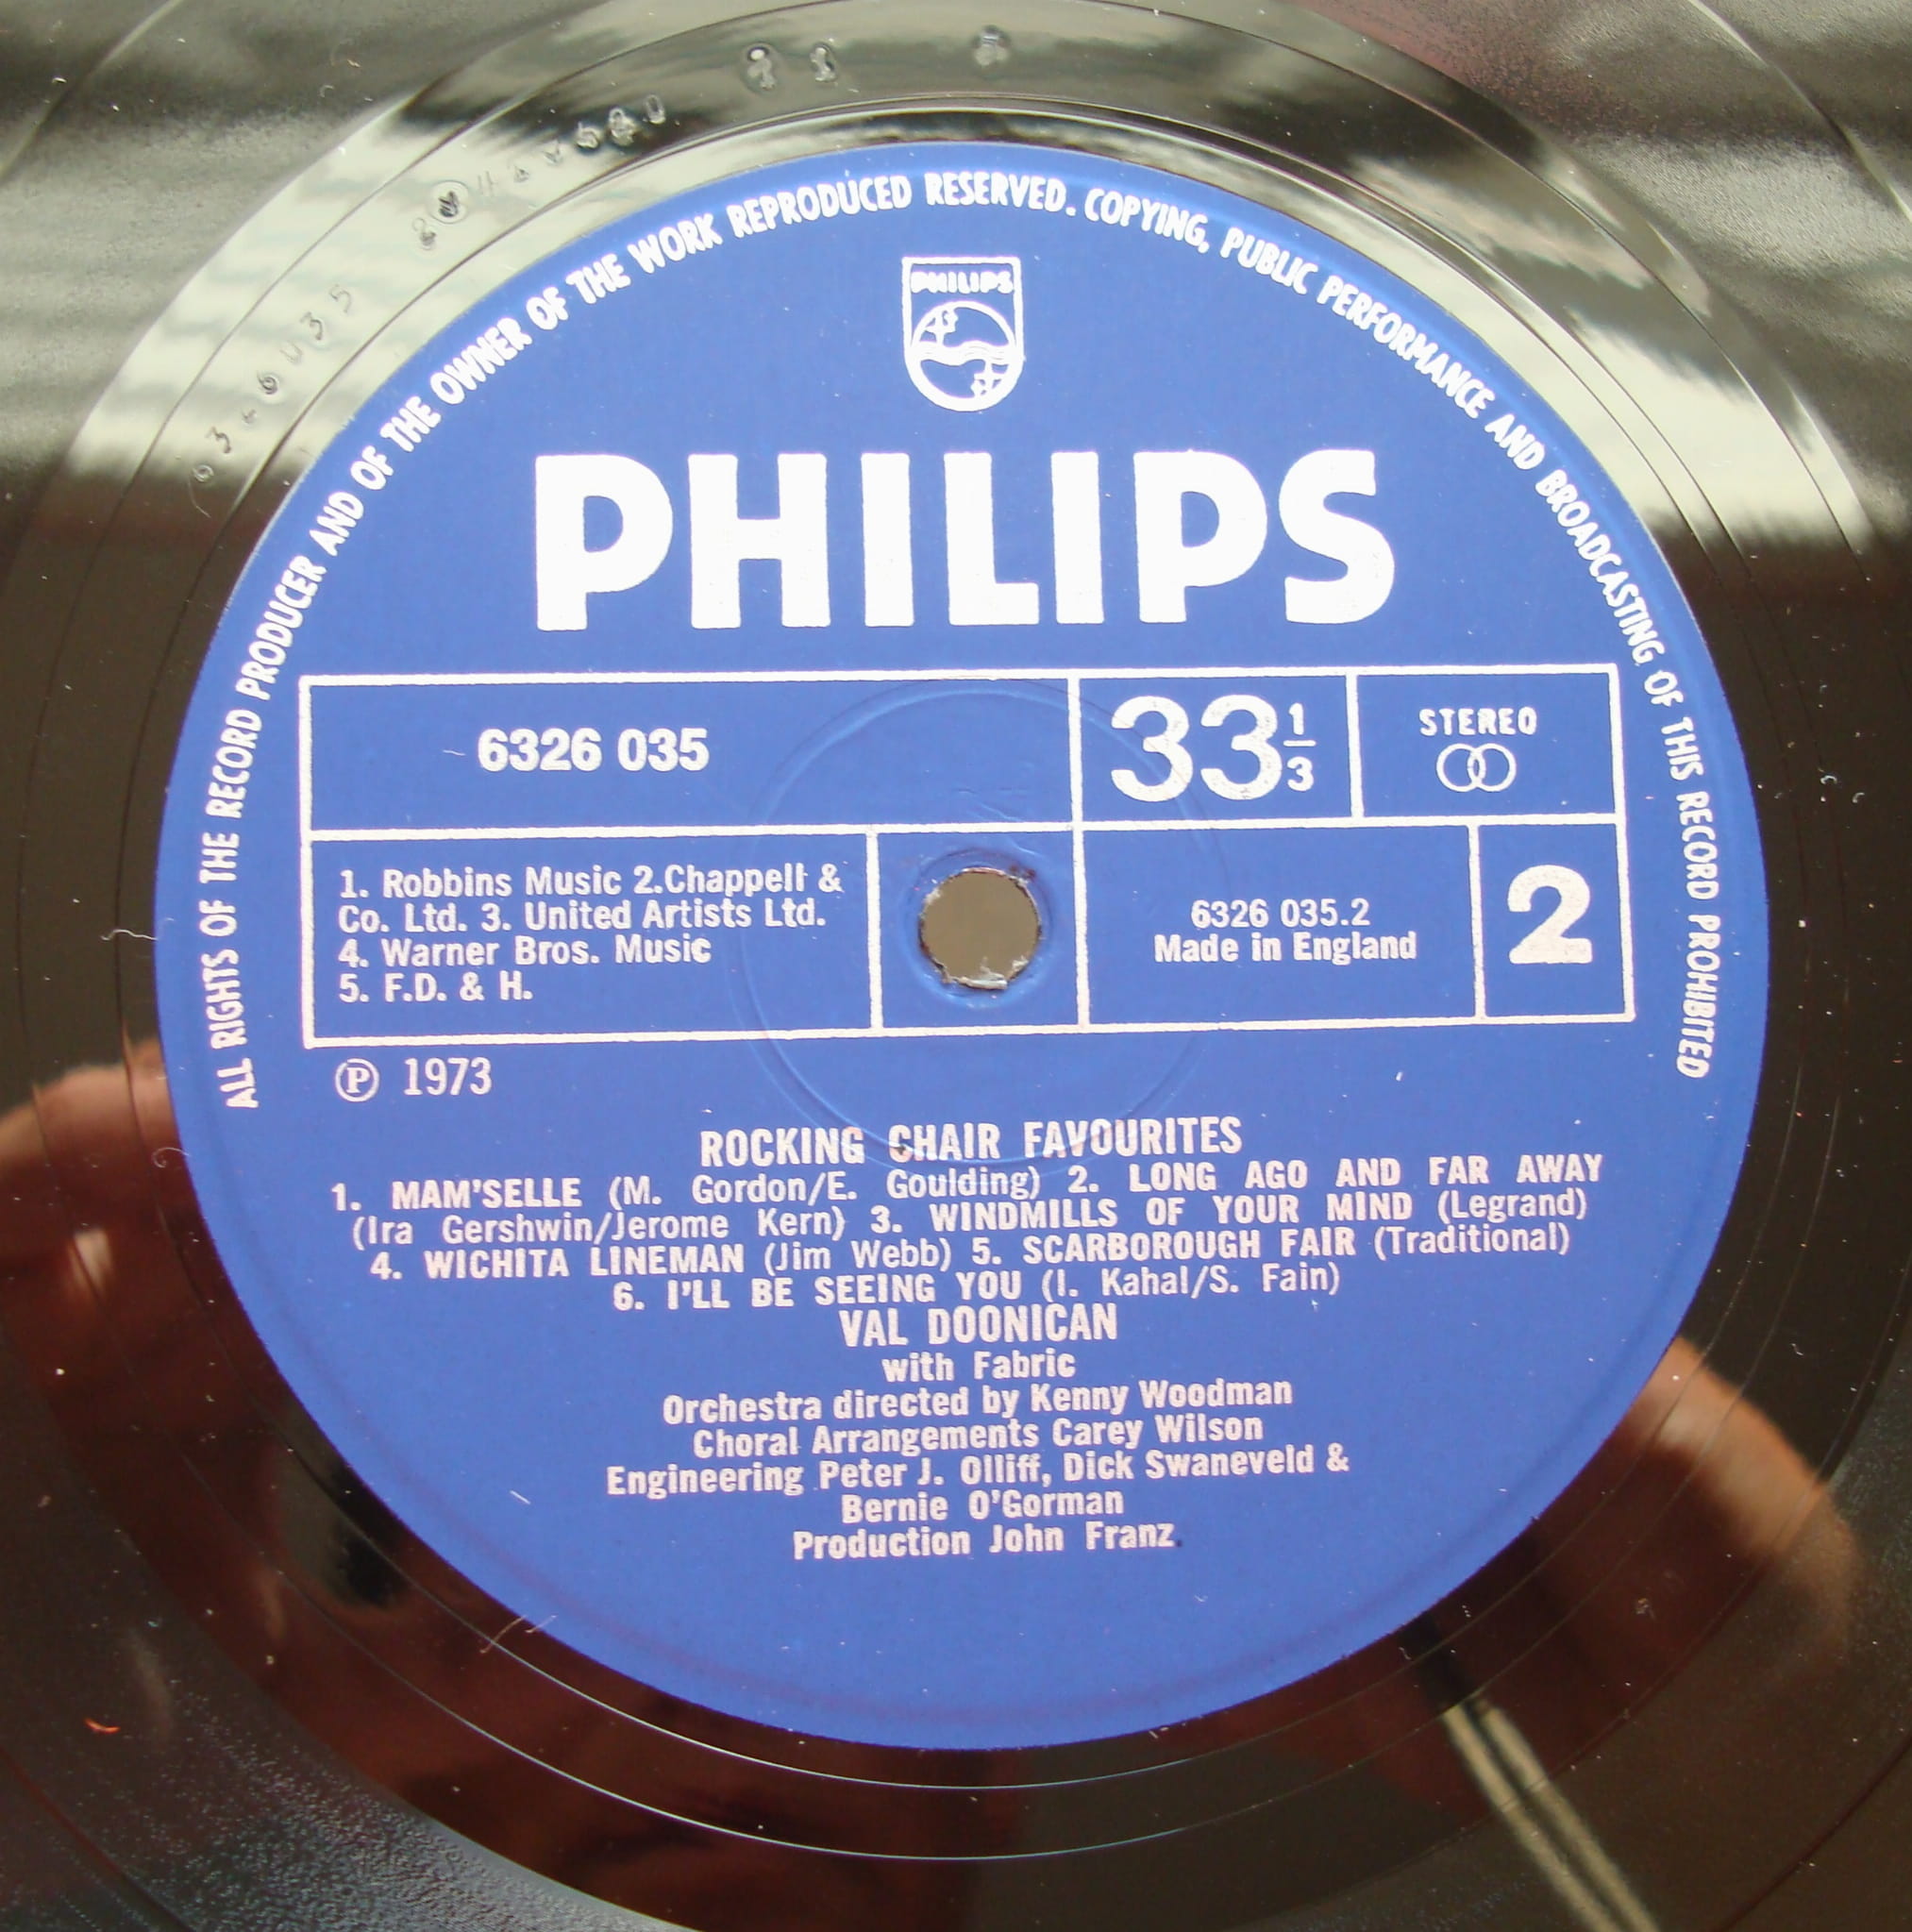 ALL RIGHTS OF THE RECORD PRODUCER AND OF THE OWNER OF THE WORK REPRODUCED RESERVED. COPYING, PUBLIC PERFORMANCE AND BROADCASTING OF THIS RECORD PROHIBITED
PHILIPS
PHILIPS
6326 035
33 1/3
STEREO
1. Robbins Music 2.Chappell &
Co. Ltd. 3. United Artists Ltd.
4. Warner Bros. Music
5. F.D. & H.
6326 035.2
Made in England
2
Ⓟ 1973
ROCKING CHAIR FAVOURITES
1. MAM'SELLE (M. Gordon/E. Goulding) 2. LONG AGO AND FAR AWAY
(Ira Gershwin/Jerome Kern) 3. WINDMILLS OF YOUR MIND (Legrand)
4. WICHITA LINEMAN (Jim Webb) 5. SCARBOROUGH FAIR (Traditional)
6. I'LL BE SEEING YOU (I. Kahal/S. Fain)
VAL DOONICAN
with Fabric
Orchestra directed by Kenny Woodman
Choral Arrangements Carey Wilson
Engineering Peter J. Olliff, Dick Swaneveld &
Bernie O'Gorman
Production John Franz.